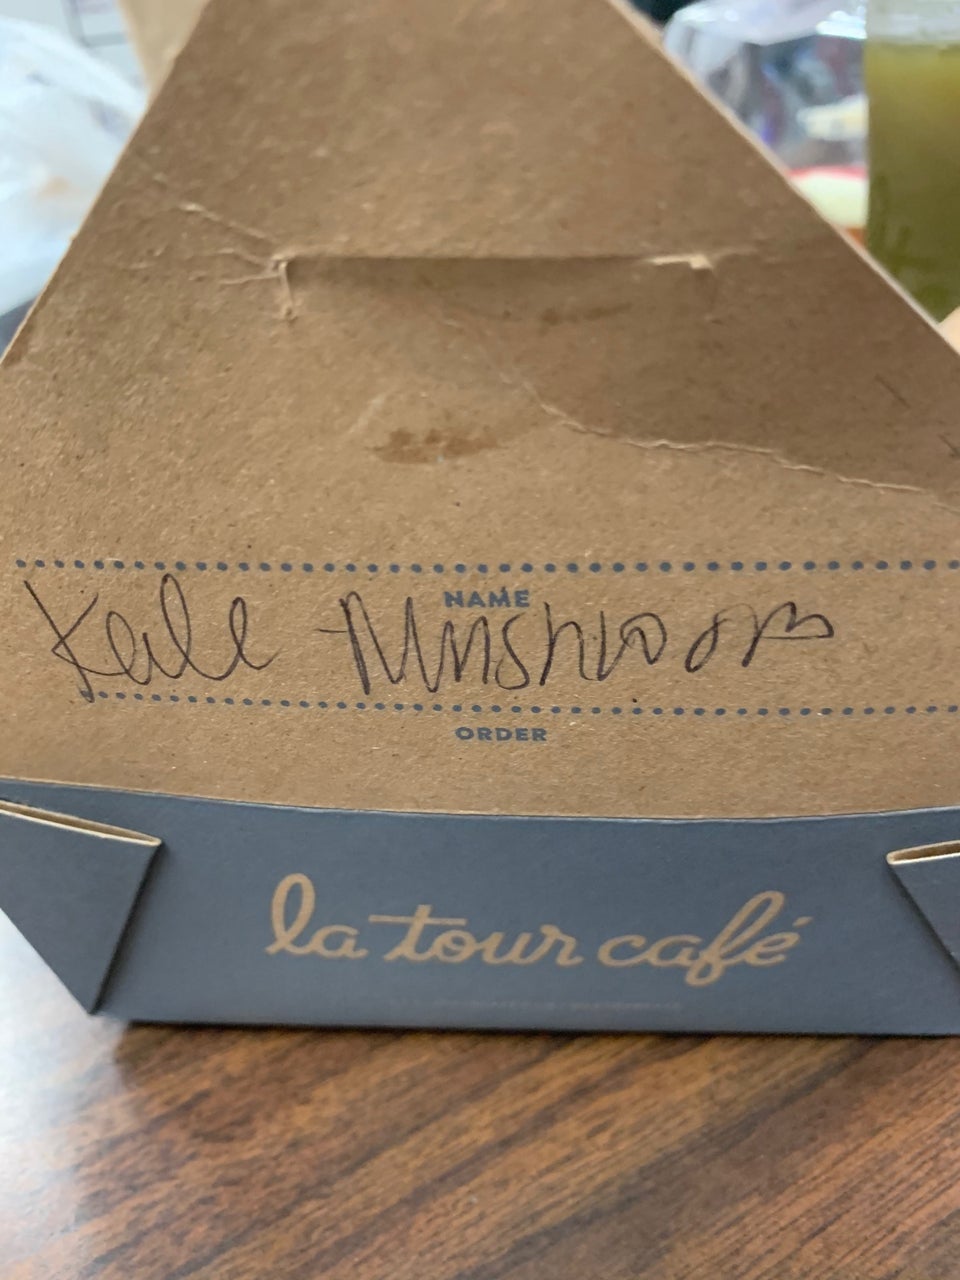 NAME
Kale Mushroom
ORDER
la tour café